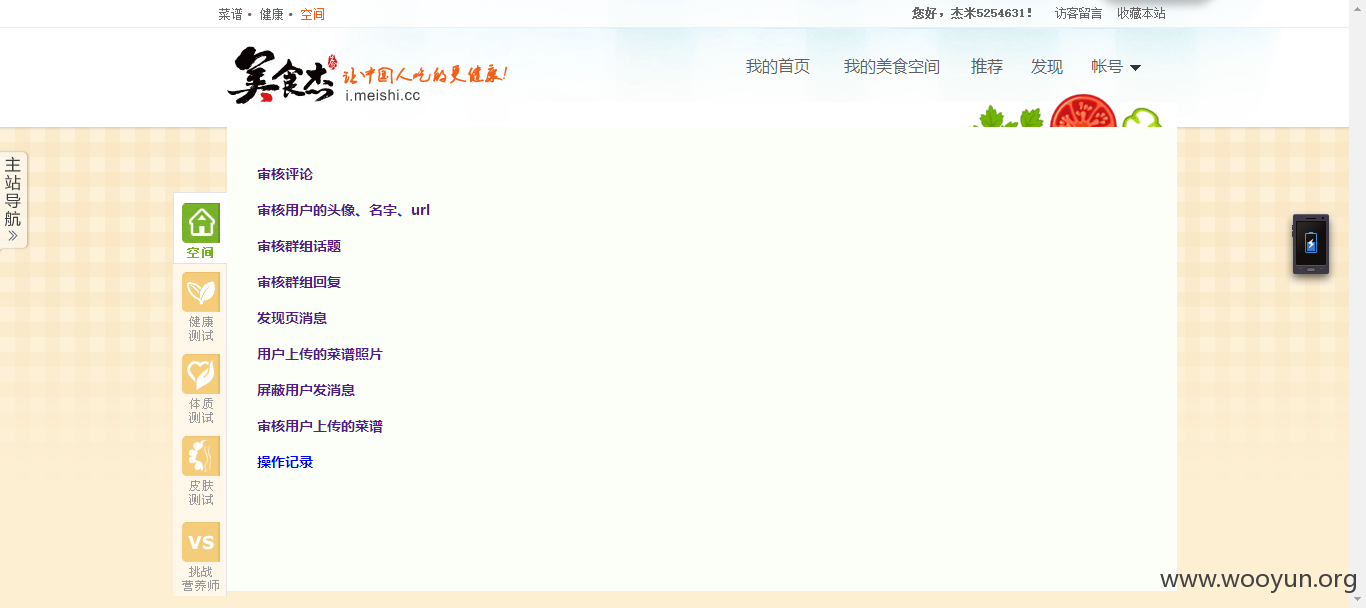 菜谱• 健康• 空间
您好，杰米5254631！ 访客留言 收藏本站
美食杰 让中国人吃的更健康!
i.meishi.cc
我的首页 我的美食空间 推荐 发现 帐号
主站导航
审核评论
审核用户的头像、名字、url
审核群组话题
审核群组回复
发现页消息
用户上传的菜谱照片
屏蔽用户发消息
审核用户上传的菜谱
操作记录
空间
健康
测试
体质
测试
皮肤
测试
VS
挑战
营养师
www.wooyun.org